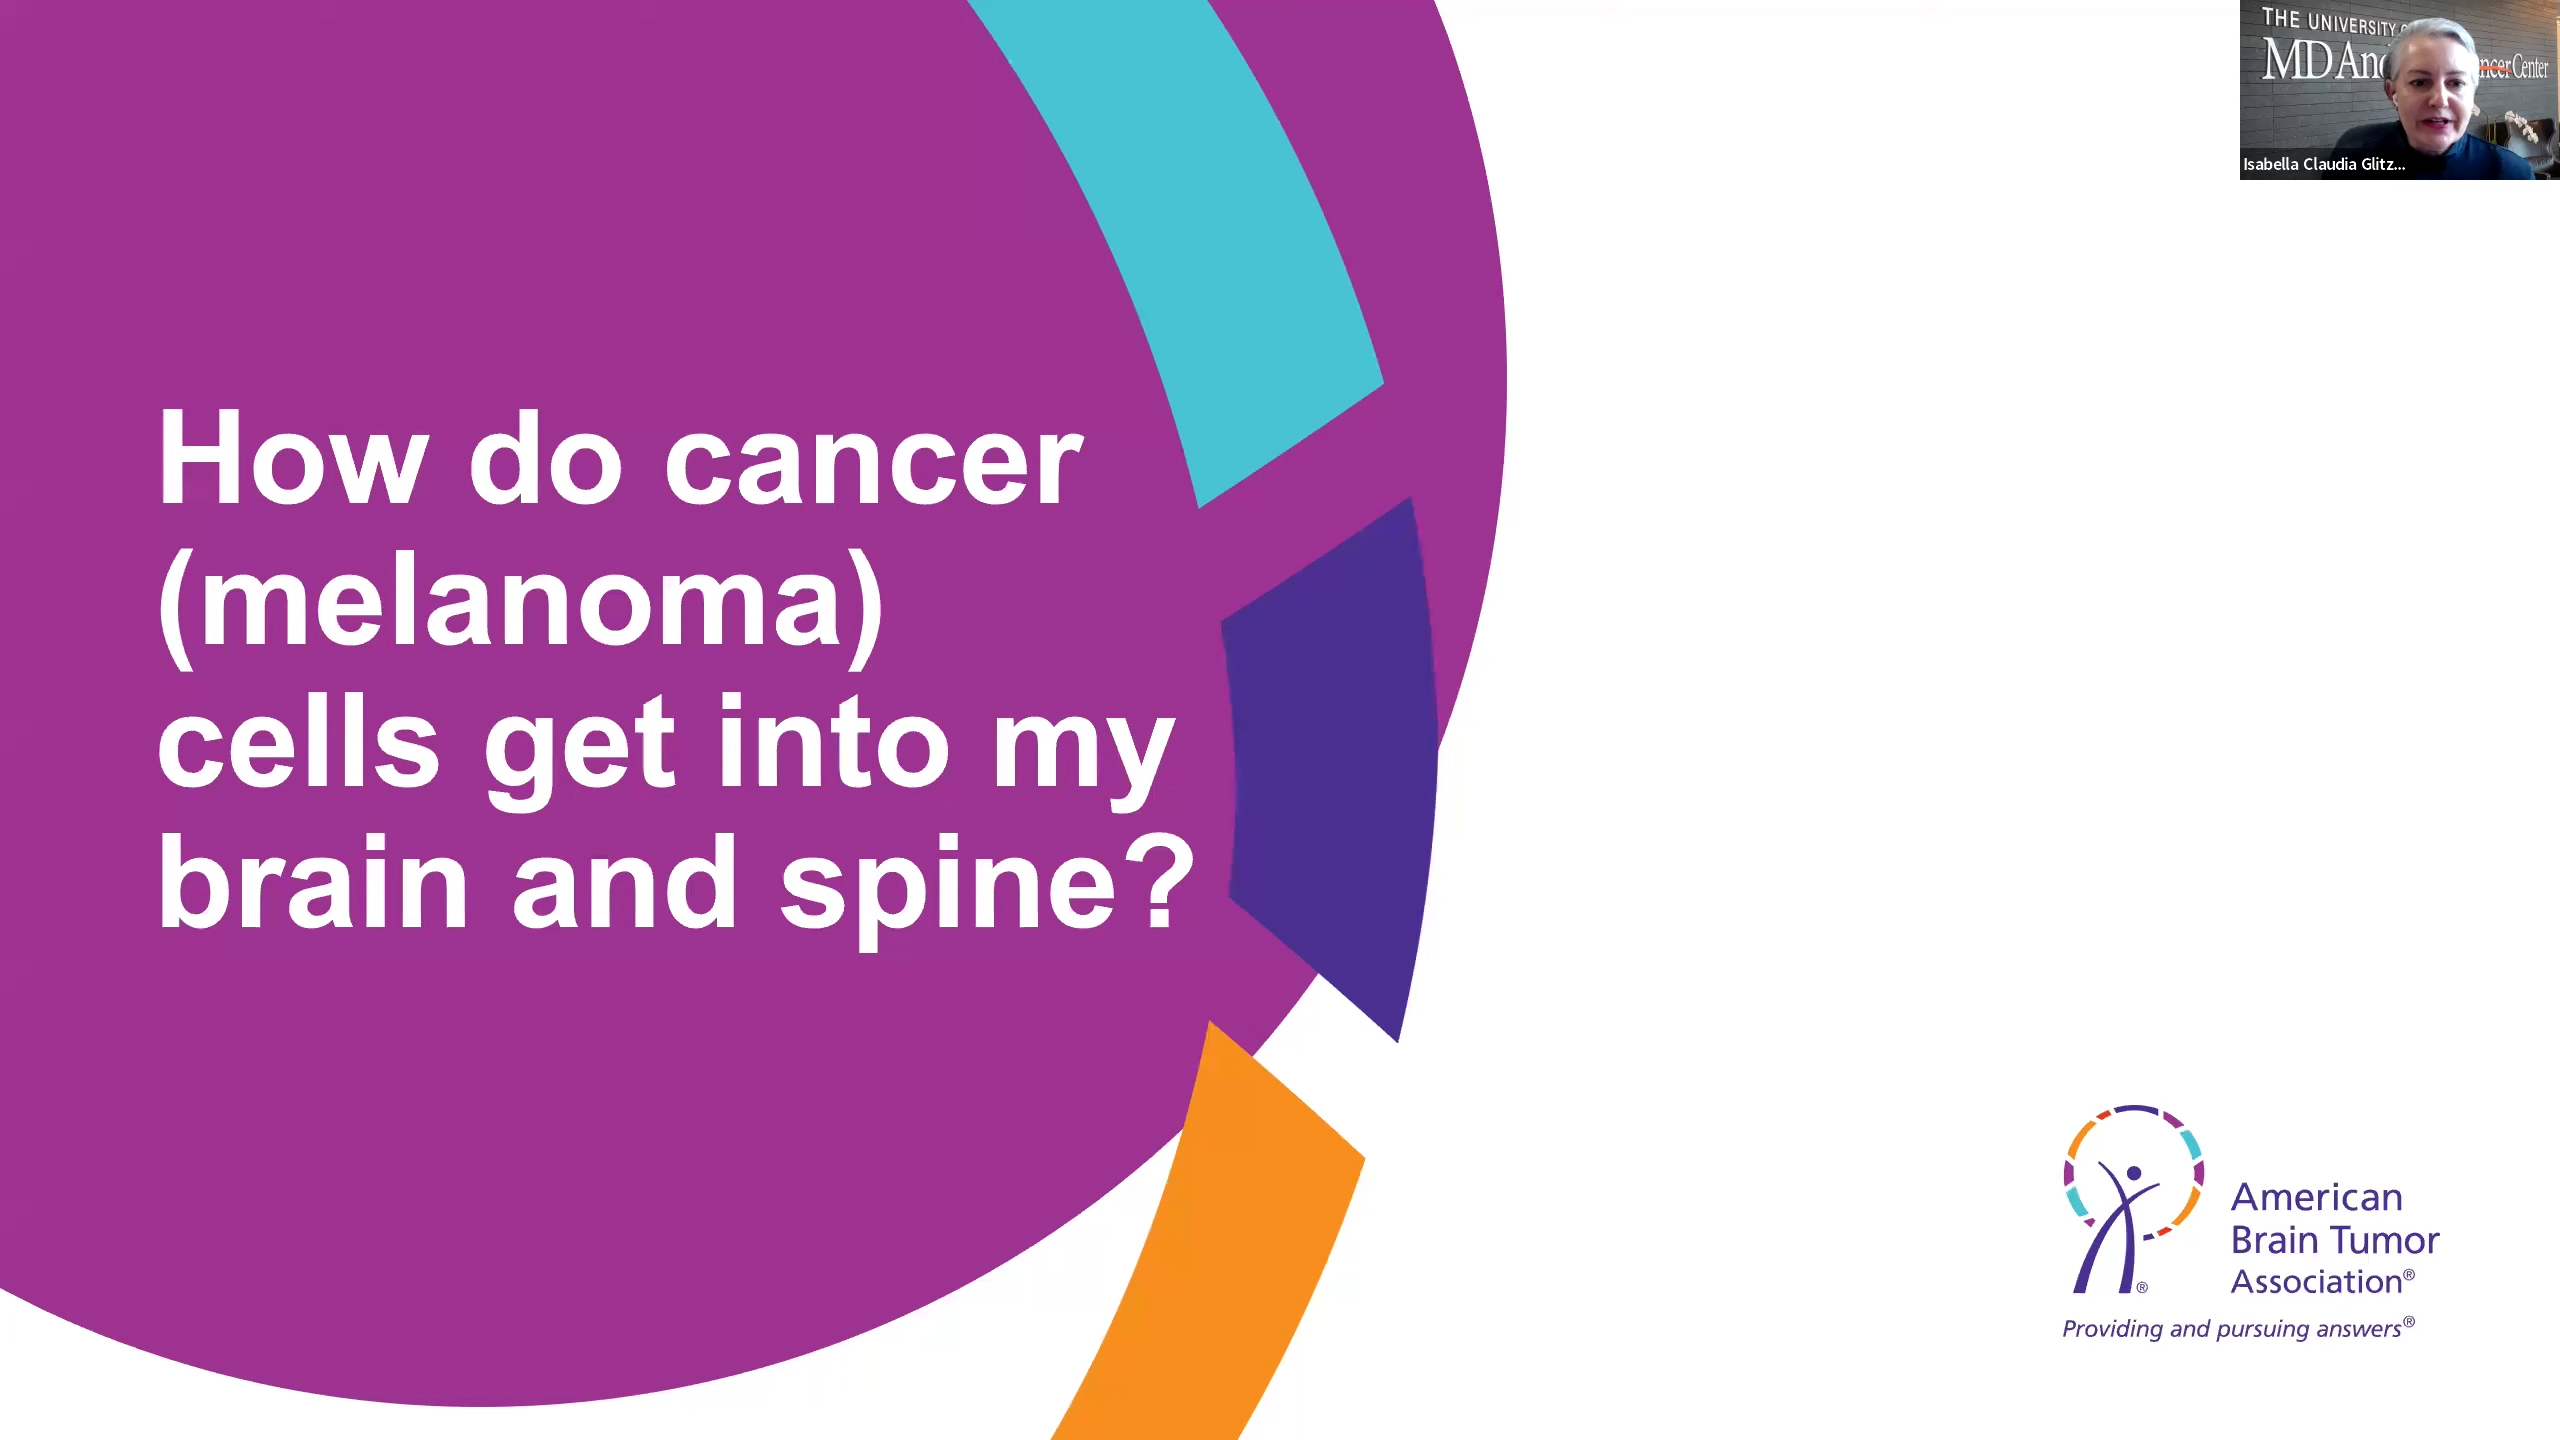 THE UNIVERSITY
MD An
ncer Center
Isabella Claudia Glitz...
How do cancer
(melanoma)
cells get into my
brain and spine?
American
Brain Tumor
Association®
®
Providing and pursuing answers®